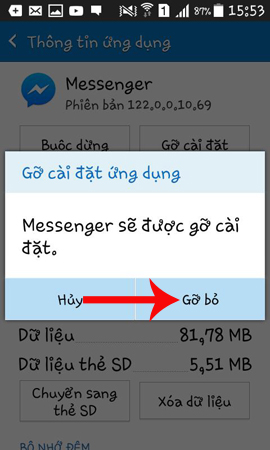 1 87% 15:53
Thông tin ứng dụng
Messenger
Phiên bản 122.0.0.10.69
Buộc dừng Gỡ cài đặt
Gỡ cài đặt ứng dụng
Messenger sẽ được gỡ cài
đặt.
Hủy Gỡ bỏ
Dữ liệu 81,78 MB
Dữ liệu thẻ SD 5,51 MB
Chuyển sang
thẻ SD
Xóa dữ liệu
BỘ NHỚ ĐỆM